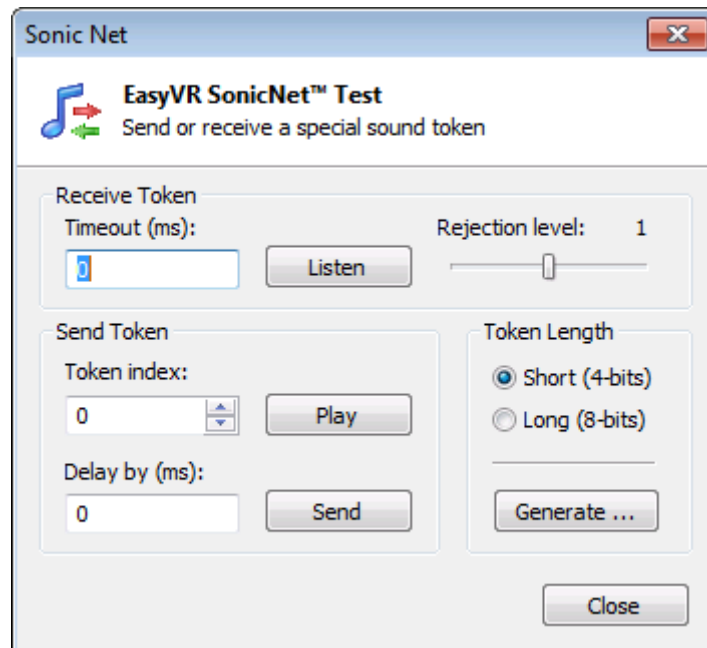 Sonic Net
EasyVR SonicNet™ Test
Send or receive a special sound token
Receive Token
Timeout (ms):
Rejection level: 1
0
Listen
Send Token
Token index:
0
Play
Delay by (ms):
0
Send
Token Length
Short (4-bits)
Long (8-bits)
Generate ...
Close